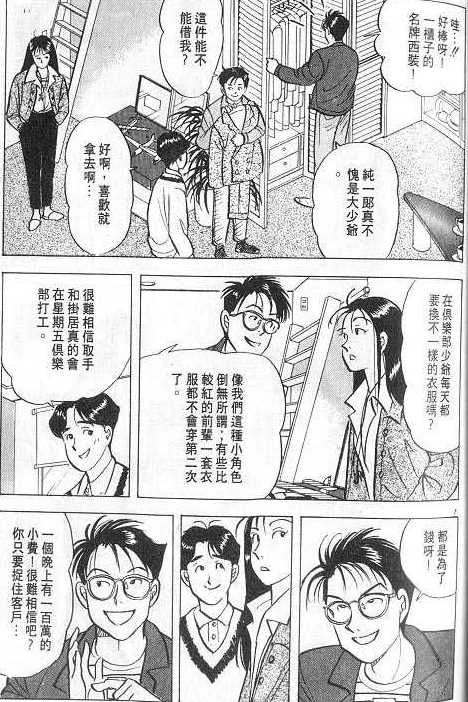 哇…!!
好棒呀！
一櫃子的
名牌西裝！
這件能不
能借我？
純一郎真不
愧是大少爺
。
好啊，喜歡就
拿去啊…
在俱樂部少爺每天都
要換不一樣的衣服嗎？
像我們這種小角色
倒無所謂；有些比
較紅的前輩一套衣
服都不會穿第二次
了。
很難相信取手
和掛居真的會
在星期五俱樂
部打工。
7
都是為了
錢呀！
一個晚上有一百萬的
小費！很難相信吧？
你只要捉住客戶…